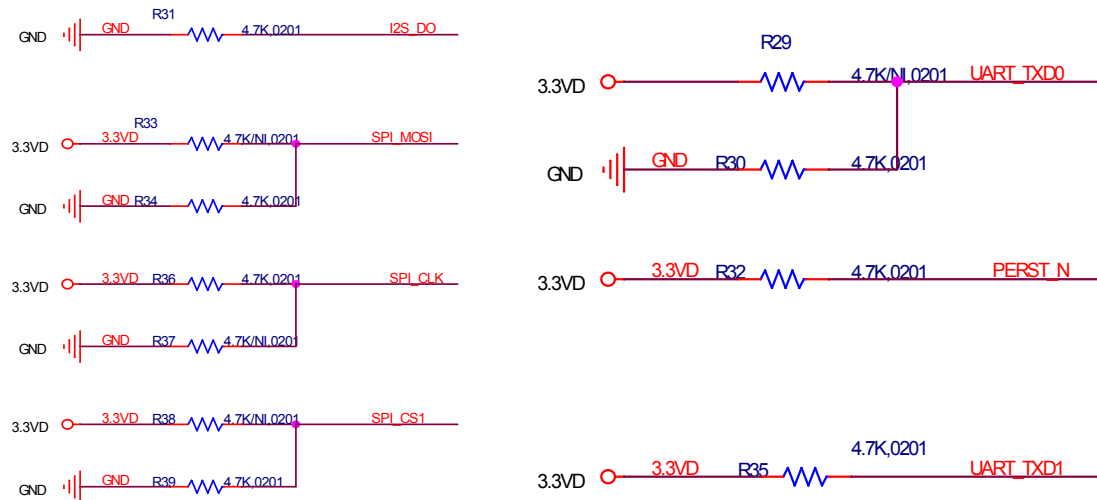 R31
GND GND 4.7K,0201 I2S_DO
R33
3.3VD 3.3VD 4.7K/NI,0201 SPI_MOSI
GND GND R34 4.7K,0201
3.3VD 3.3VD R36 4.7K,0201 SPI_CLK
GND GND R37 4.7K/NI,0201
3.3VD 3.3VD R38 4.7K/NI,0201 SPI_CS1
GND GND R39 4.7K,0201
R29
3.3VD 4.7K/NI,0201 UART_TXD0
GND GND R30 4.7K,0201
3.3VD 3.3VD R32 4.7K,0201 PERST_N
4.7K,0201
3.3VD 3.3VD R35 UART_TXD1